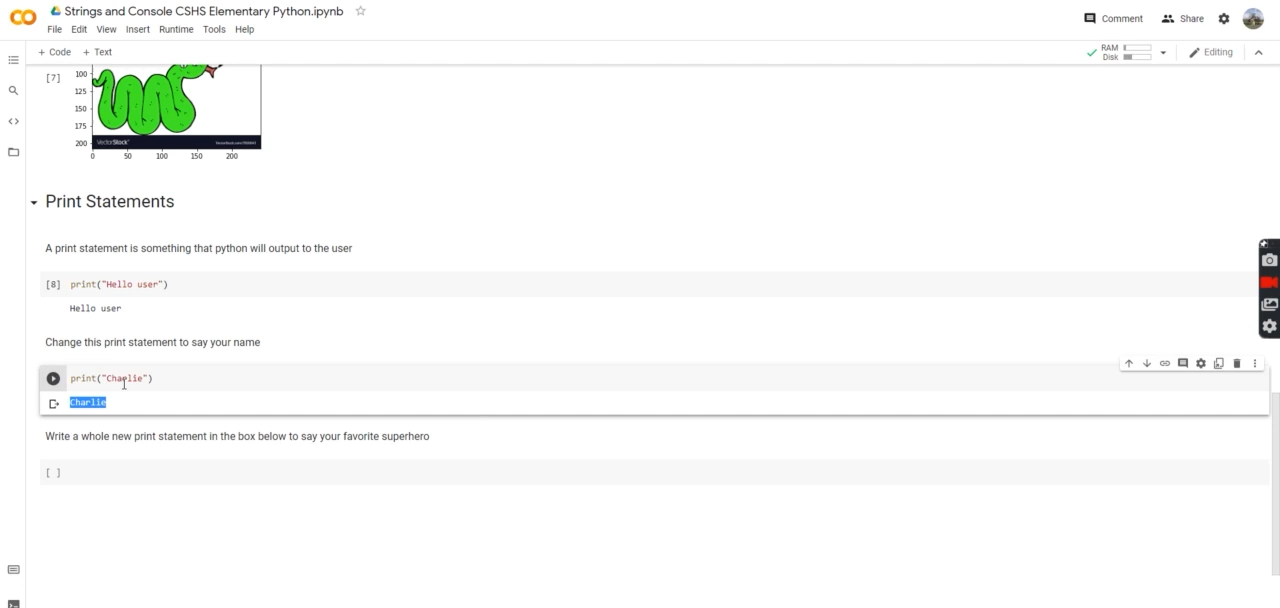 Strings and Console CSHS Elementary Python.ipynb
File Edit View Insert Runtime Tools Help
Comment
Share
+ Code + Text
RAM
Disk
Editing
[7]
100
125
150
175
200
VectorStock
0 50 100 150 200
Print Statements
A print statement is something that python will output to the user
[8] print("Hello user")
Hello user
Change this print statement to say your name
print("Charlie")
Charlie
Write a whole new print statement in the box below to say your favorite superhero
[ ]